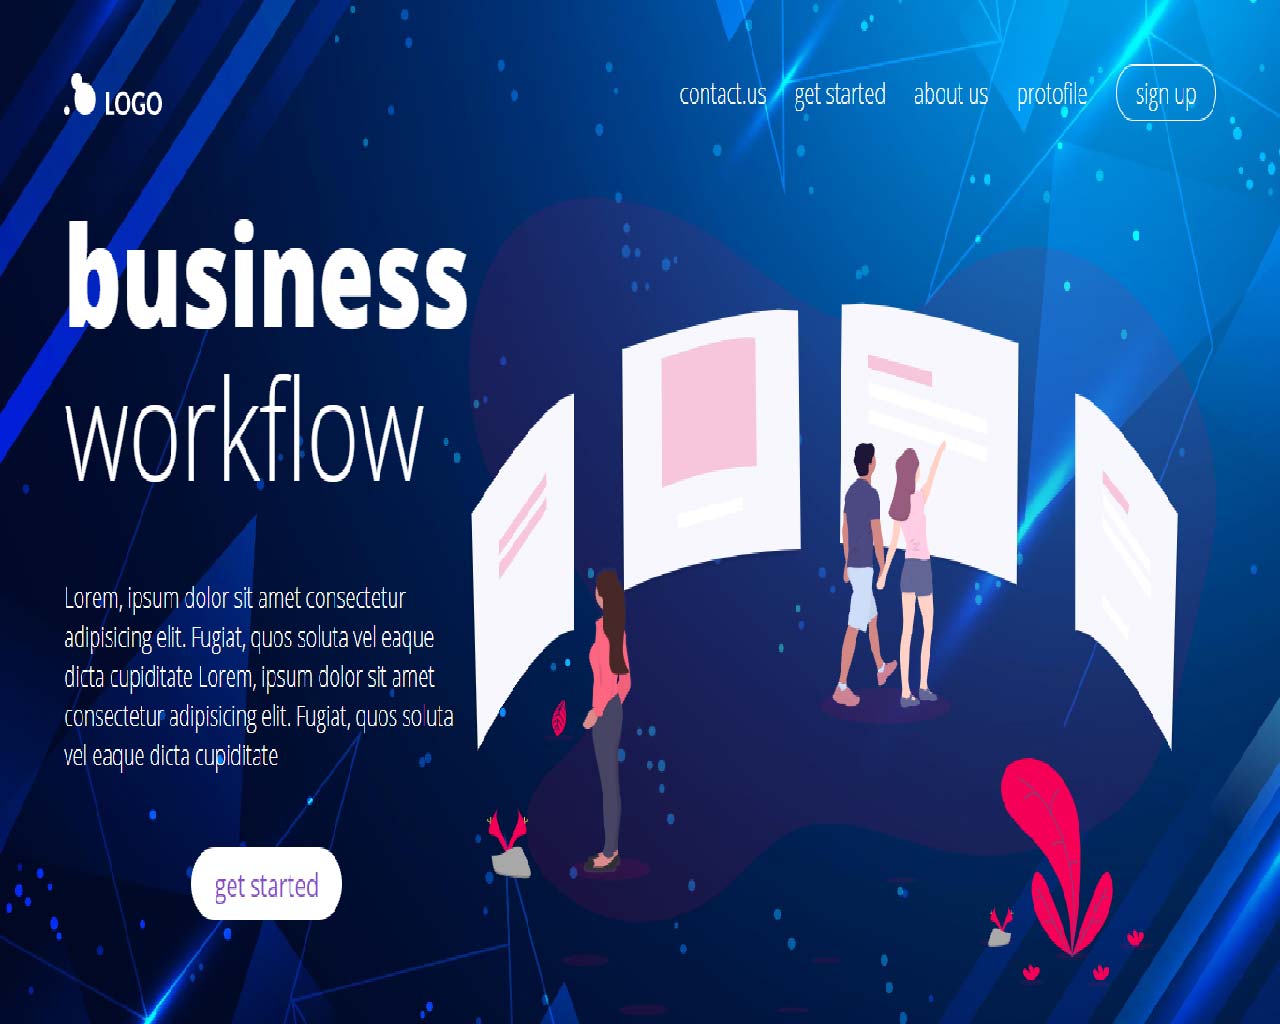 LOGO
contact.us get started about us protofile sign up
business
workflow
Lorem, ipsum dolor sit amet consectetur
adipisicing elit. Fugiat, quos soluta vel eaque
dicta cupiditate Lorem, ipsum dolor sit amet
consectetur adipisicing elit. Fugiat, quos soluta
vel eaque dicta cupiditate
get started